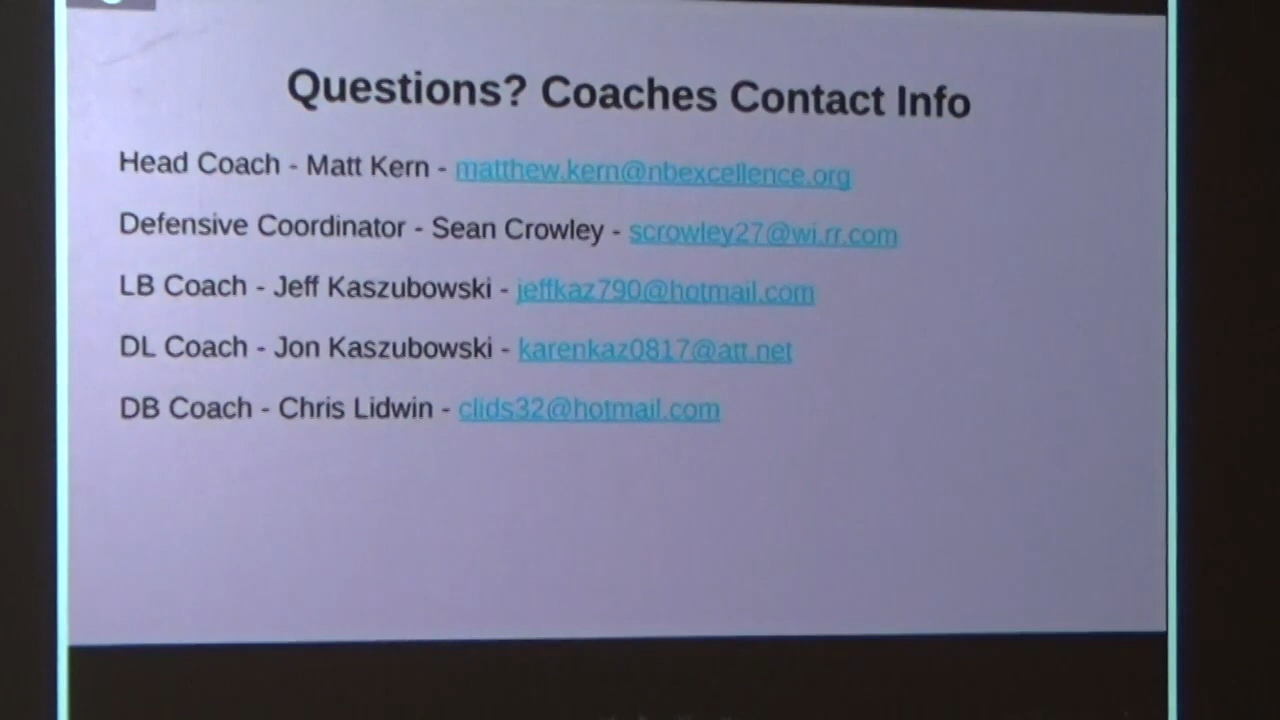 Questions? Coaches Contact Info
Head Coach - Matt Kern - matthew.kern@nbexcellence.org
Defensive Coordinator - Sean Crowley - scrowley27@wi.rr.com
LB Coach - Jeff Kaszubowski - jeffkaz790@hotmail.com
DL Coach - Jon Kaszubowski - karenkaz0817@att.net
DB Coach - Chris Lidwin - clids32@hotmail.com